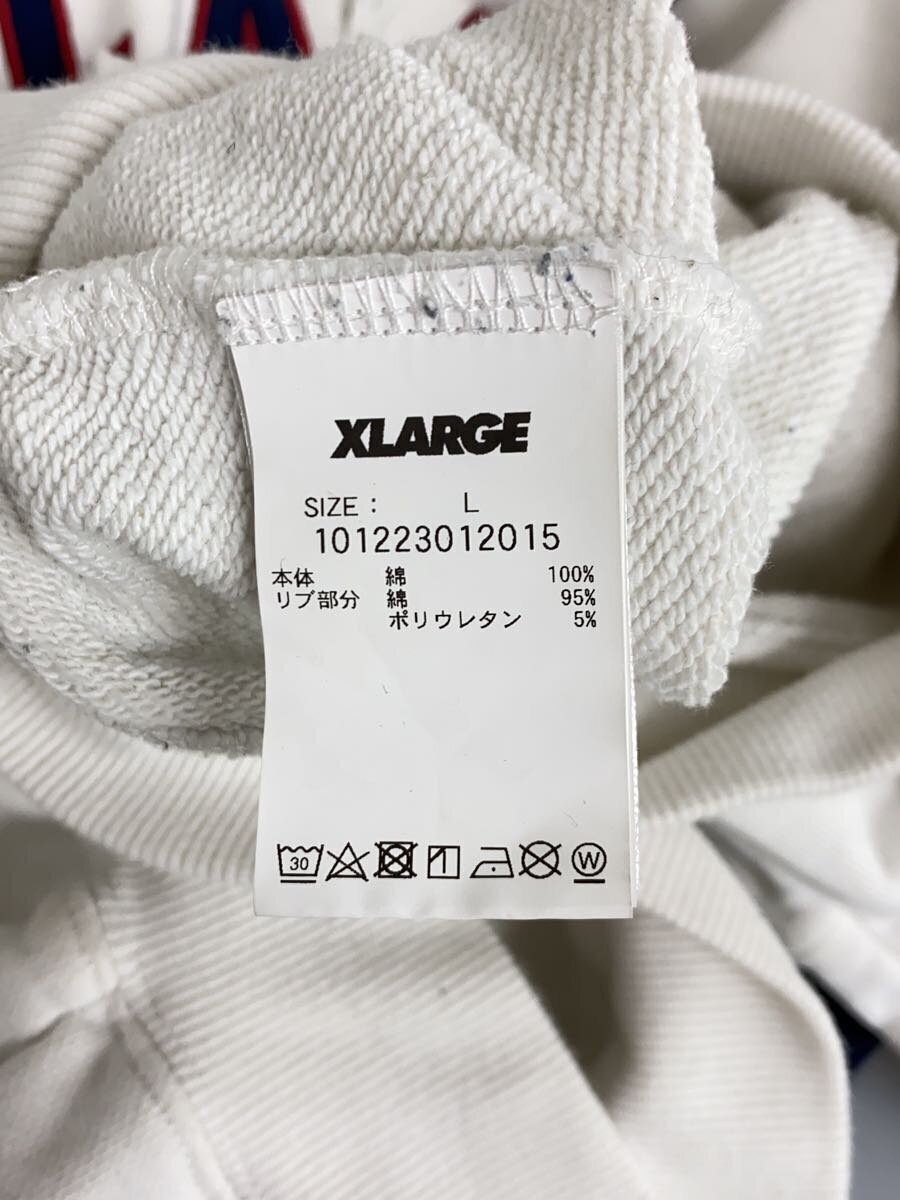 XLARGE
SIZE： L
101223012015
本体 綿 100%
リブ部分 綿 95%
ポリウレタン 5%
30 W